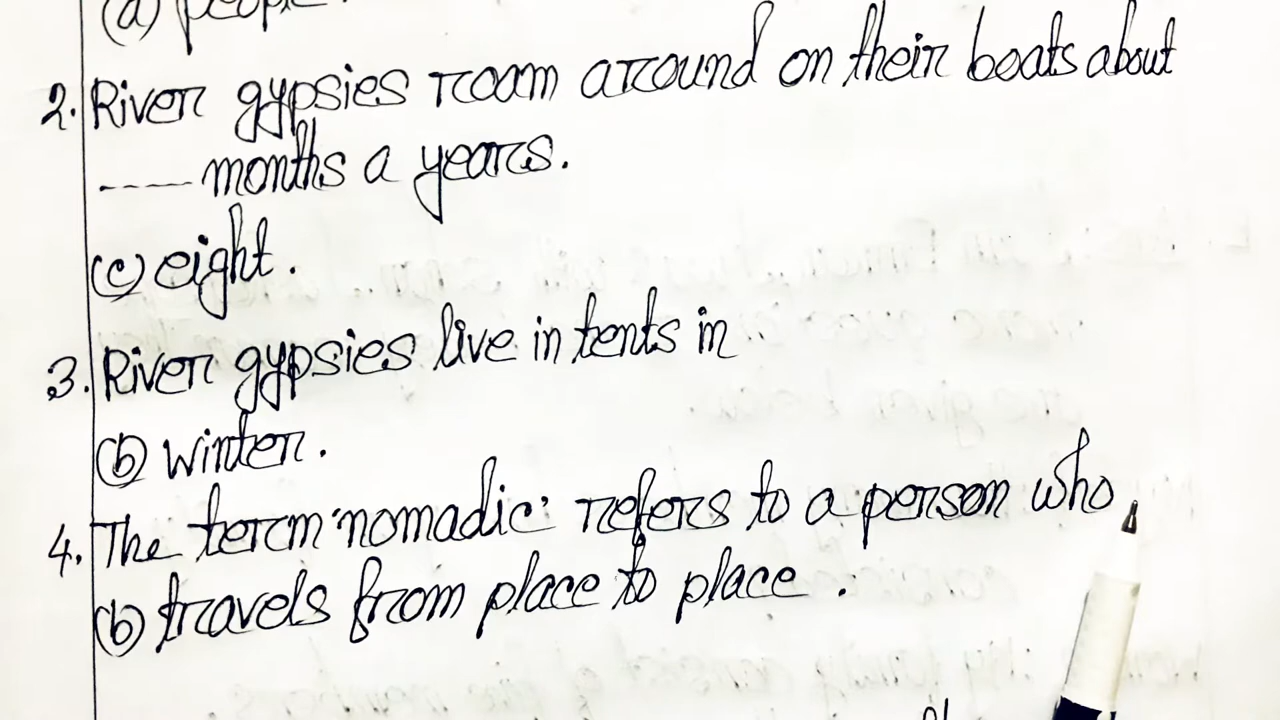 (a) people.
2. River gypsies roam around on their boats about
----- months a years.
(c) eight.
3. River gypsies live in tents in
(b) winter.
4. The term 'nomadic' refers to a person who
(b) travels from place to place.